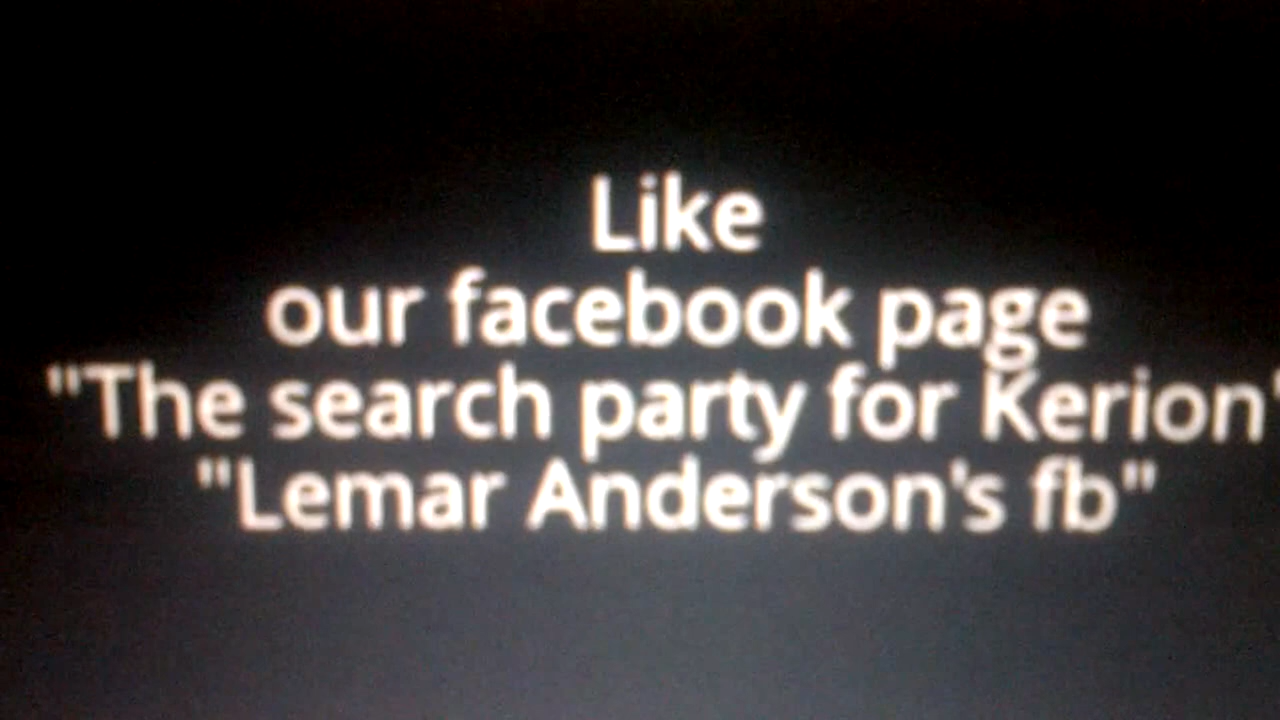 Like
our facebook page
"The search party for Kerion"
"Lemar Anderson's fb"